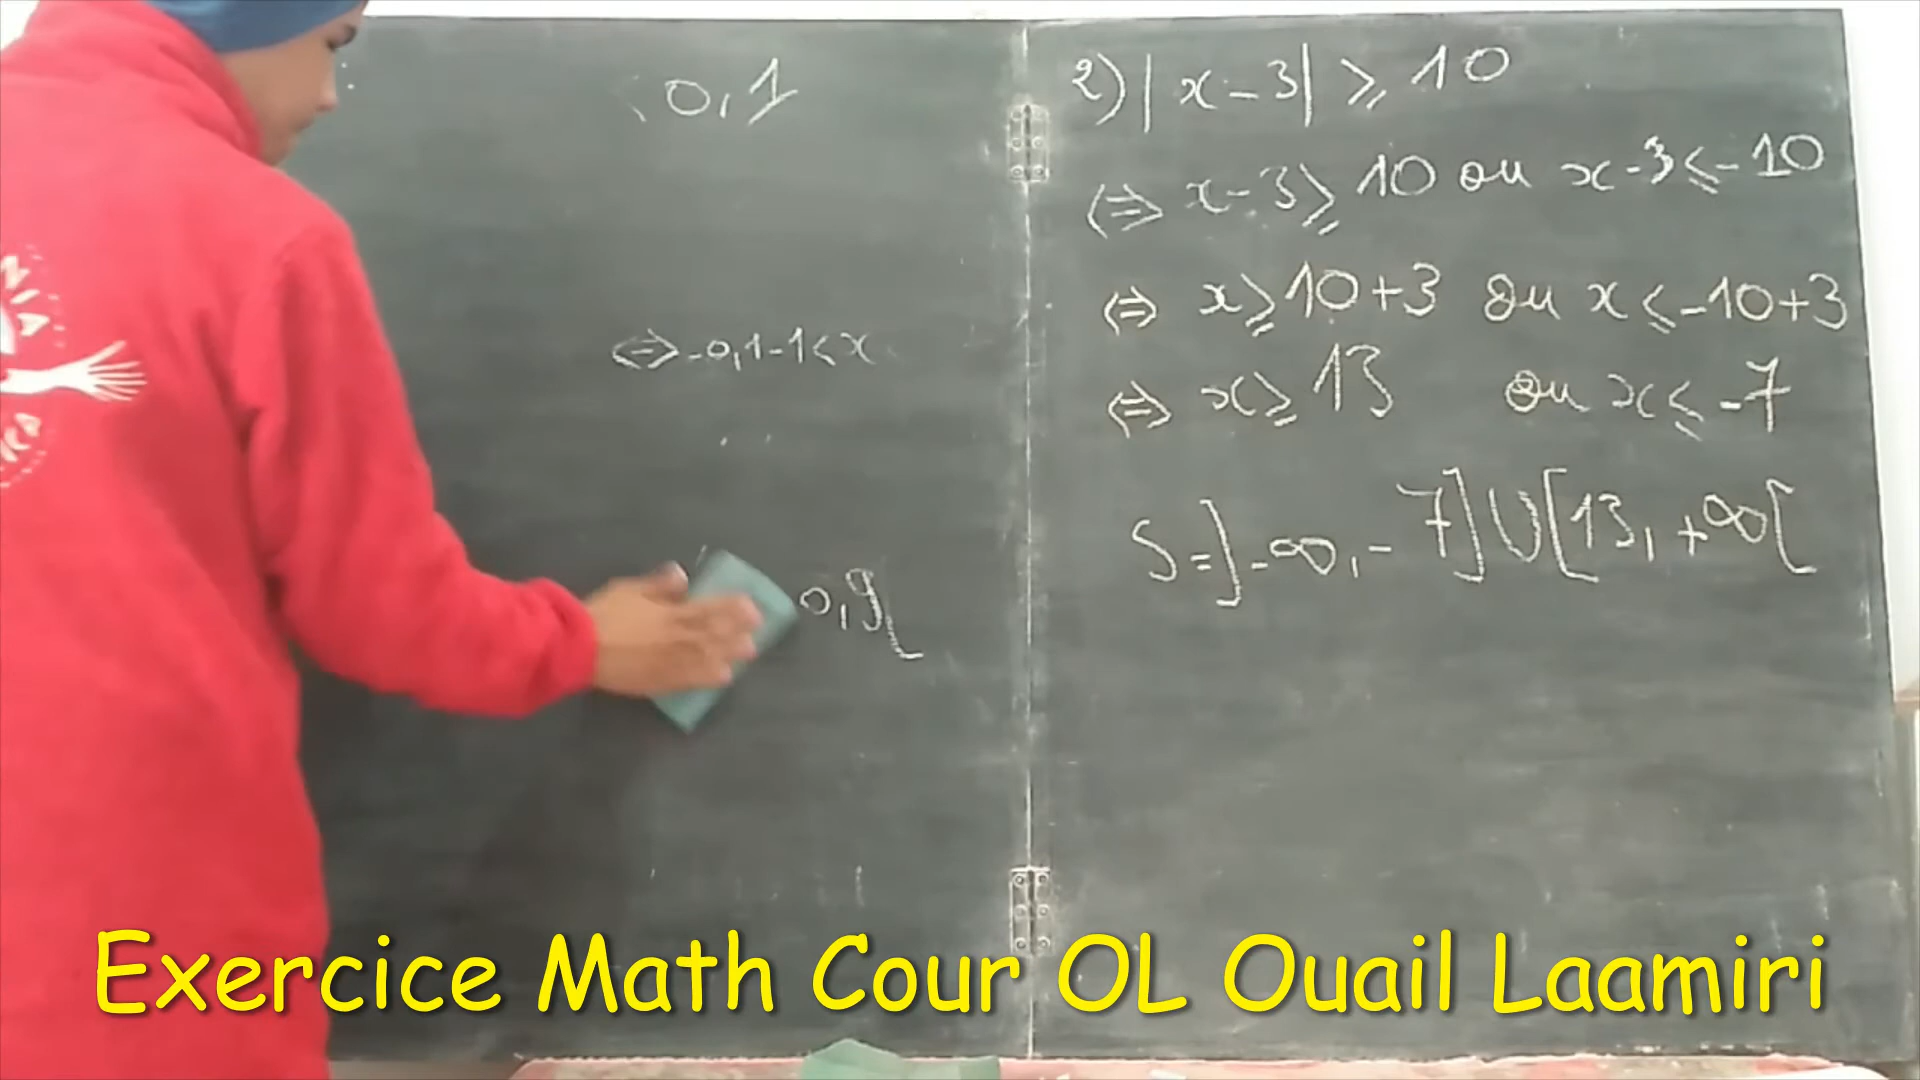 0,1
⇔ -0,1-1<x
0,9[
2) |x-3| ⩾ 10
⇔ x-3 ⩾ 10 ou x-3 ⩽ -10
⇔ x ⩾ 10+3 ou x ⩽ -10+3
⇔ x ⩾ 13 ou x ⩽ -7
S = ]-∞,-7] U [13, +∞[
Exercice Math Cour OL Ouail Laamiri